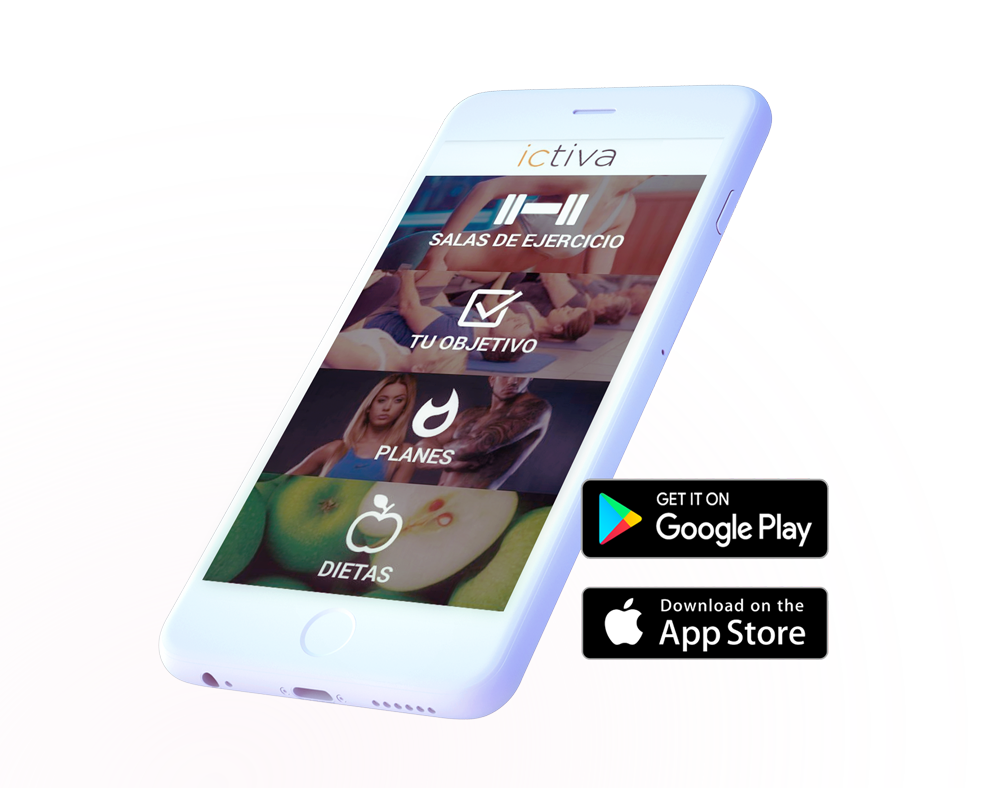 ictiva
SALAS DE EJERCICIO
TU OBJETIVO
PLANES
DIETAS
GET IT ON
Google Play
Download on the
App Store